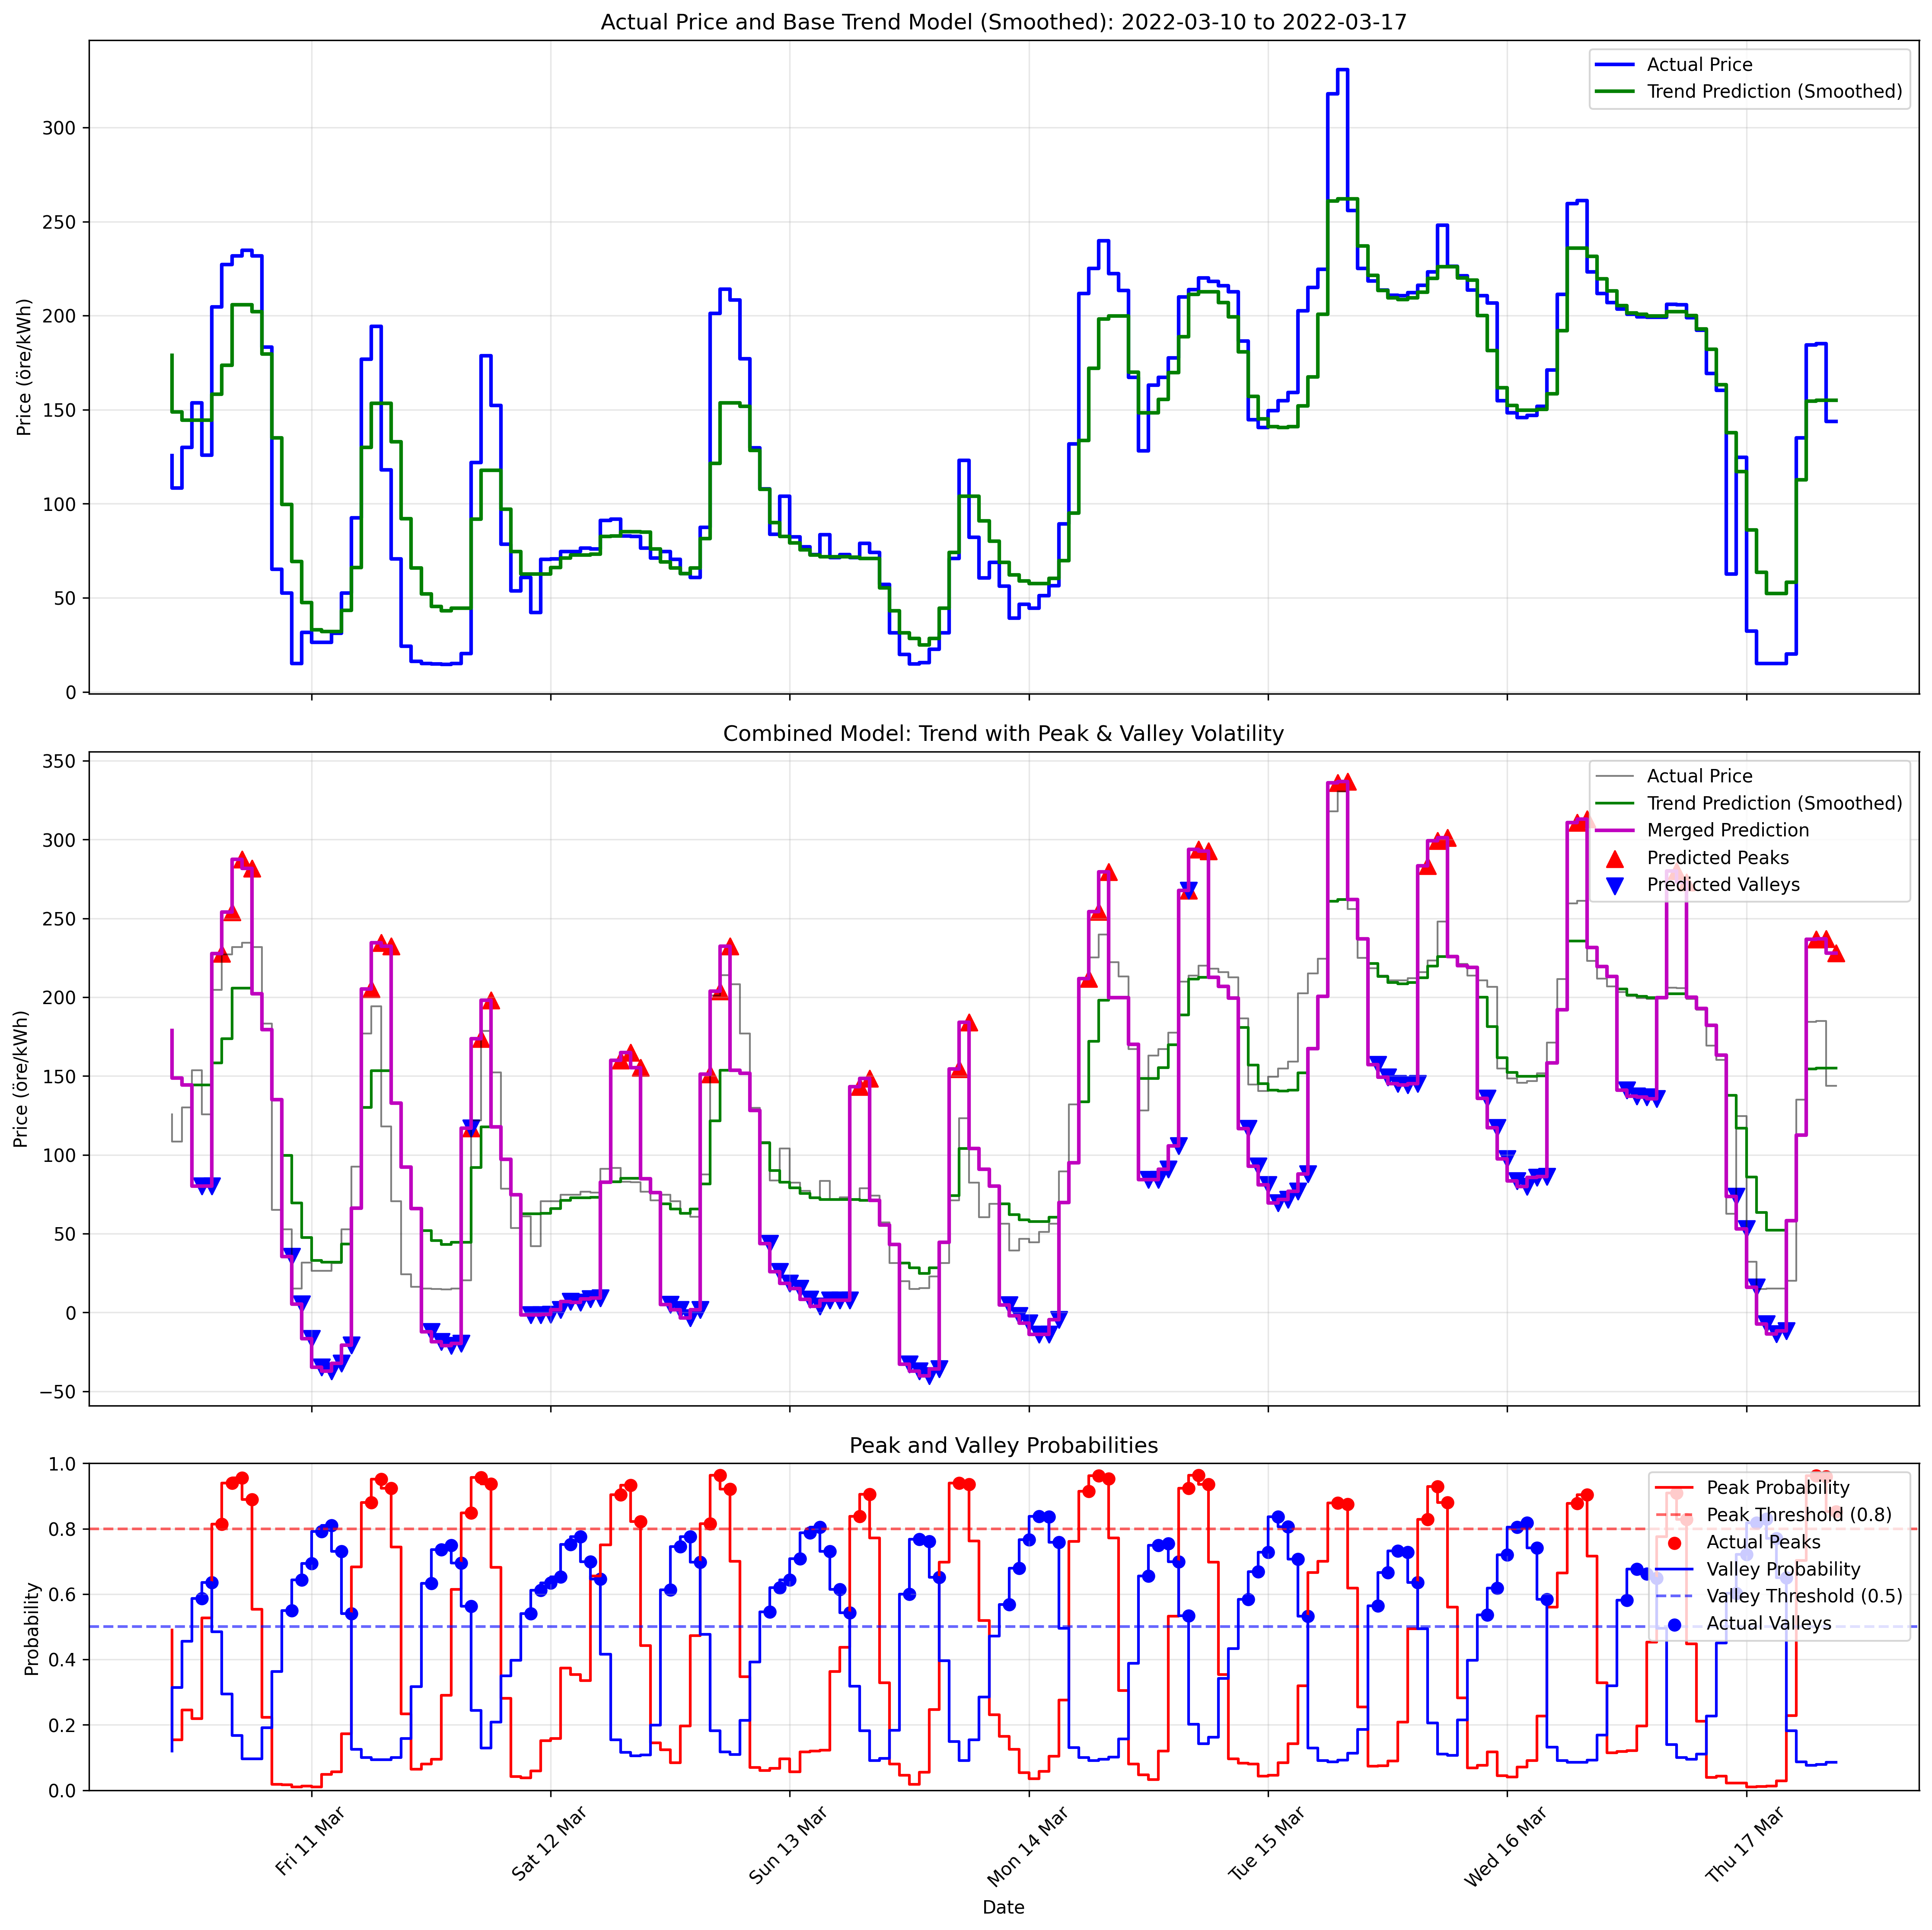 Actual Price and Base Trend Model (Smoothed): 2022-03-10 to 2022-03-17
Price (öre/kWh)
300
250
200
150
100
50
0
Actual Price
Trend Prediction (Smoothed)
Combined Model: Trend with Peak & Valley Volatility
Price (öre/kWh)
350
300
250
200
150
100
50
0
−50
Actual Price
Trend Prediction (Smoothed)
Merged Prediction
Predicted Peaks
Predicted Valleys
Peak and Valley Probabilities
Probability
1.0
0.8
0.6
0.4
0.2
0.0
Peak Probability
Peak Threshold (0.8)
Actual Peaks
Valley Probability
Valley Threshold (0.5)
Actual Valleys
Fri 11 Mar
Sat 12 Mar
Sun 13 Mar
Mon 14 Mar
Tue 15 Mar
Wed 16 Mar
Thu 17 Mar
Date